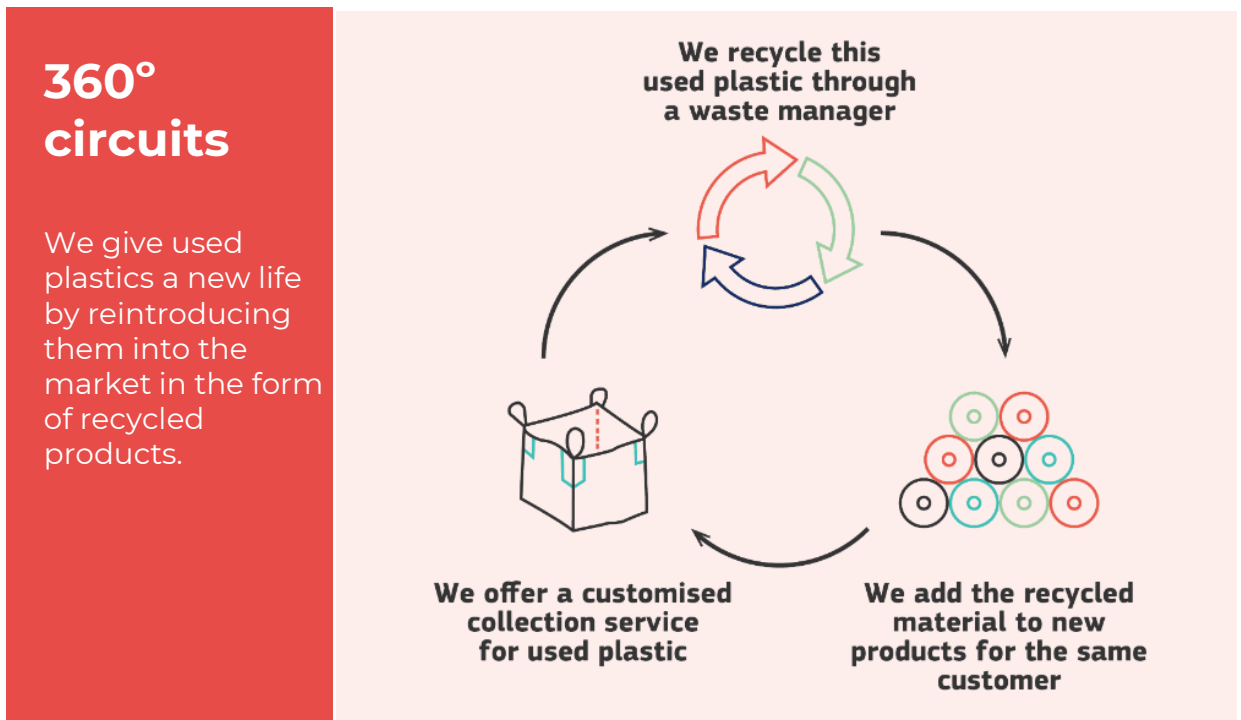 360º
circuits
We give used
plastics a new life
by reintroducing
them into the
market in the form
of recycled
products.
We recycle this
used plastic through
a waste manager
We offer a customised
collection service
for used plastic
We add the recycled
material to new
products for the same
customer